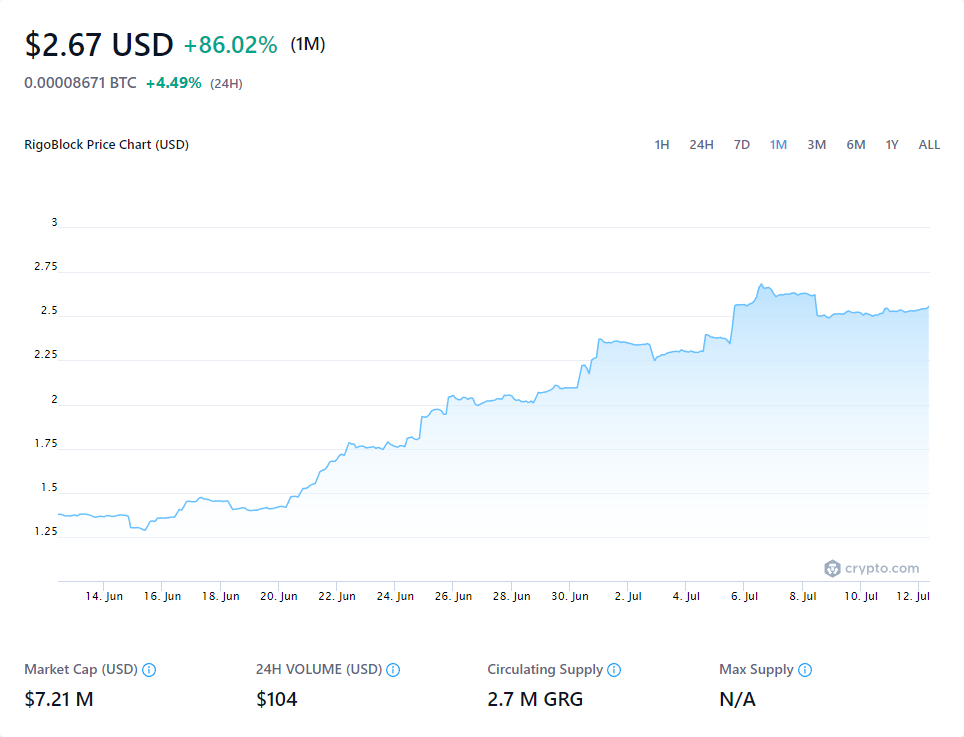 $2.67 USD +86.02% (1M)
0.00008671 BTC +4.49% (24H)
RigoBlock Price Chart (USD) 1H 24H 7D 1M 3M 6M 1Y ALL
3
2.75
2.5
2.25
2
1.75
1.5
1.25
crypto.com
14. Jun 16. Jun 18. Jun 20. Jun 22. Jun 24. Jun 26. Jun 28. Jun 30. Jun 2. Jul 4. Jul 6. Jul 8. Jul 10. Jul 12. Jul
Market Cap (USD) 24H VOLUME (USD) Circulating Supply Max Supply
$7.21 M $104 2.7 M GRG N/A